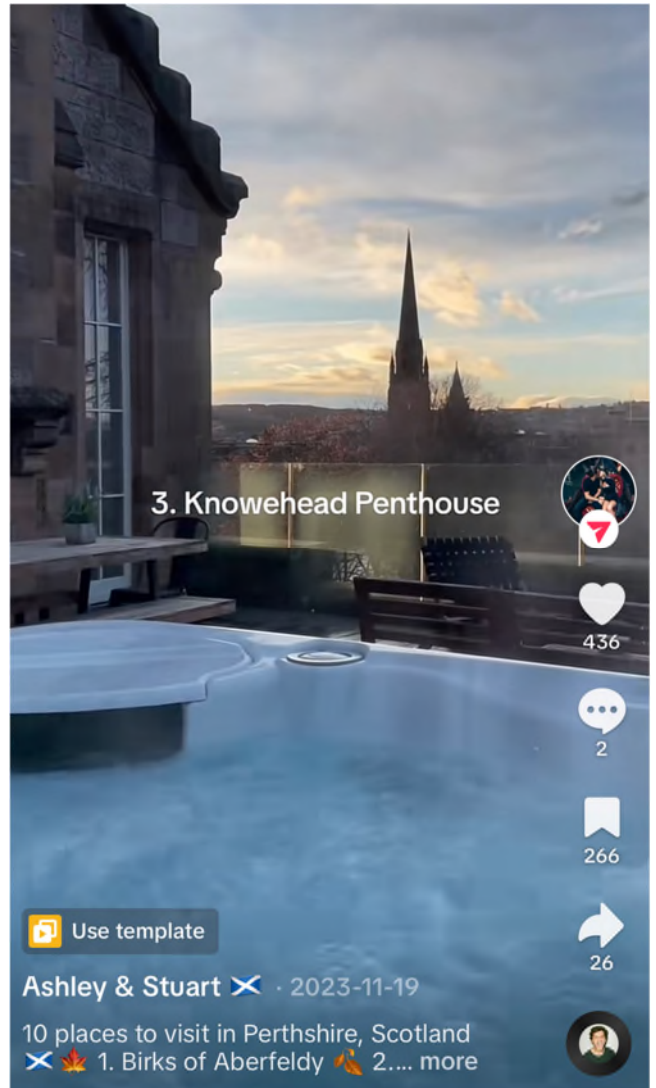 3. Knowehead Penthouse
436
2
266
26
Use template
Ashley & Stuart 🏴󠁧󠁢󠁳󠁣󠁴󠁿 · 2023-11-19
10 places to visit in Perthshire, Scotland
🏴󠁧󠁢󠁳󠁣󠁴󠁿 🍁 1. Birks of Aberfeldy 🍂 2.... more